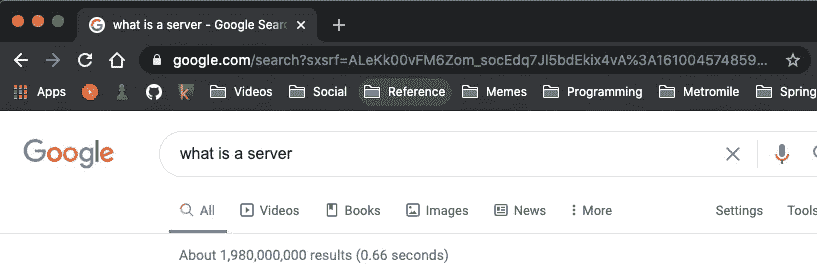 what is a server - Google Sear
google.com/search?sxsrf=ALeKk00vFM6Zom_socEdq7Jl5bdEkix4vA%3A161004574859...
Apps Videos Social Reference Memes Programming Metromile Spring
Google what is a server
All Videos Books Images News More Settings Tools
About 1,980,000,000 results (0.66 seconds)